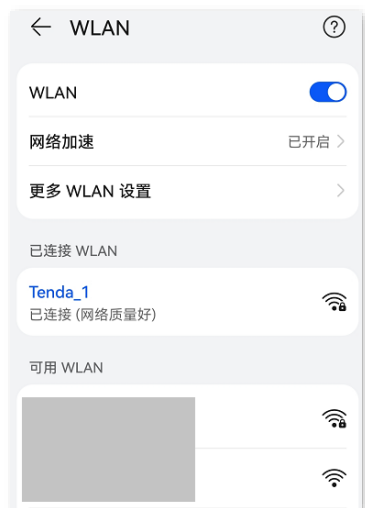 WLAN
WLAN
网络加速 已开启
更多 WLAN 设置
已连接 WLAN
Tenda_1
已连接 (网络质量好)
可用 WLAN